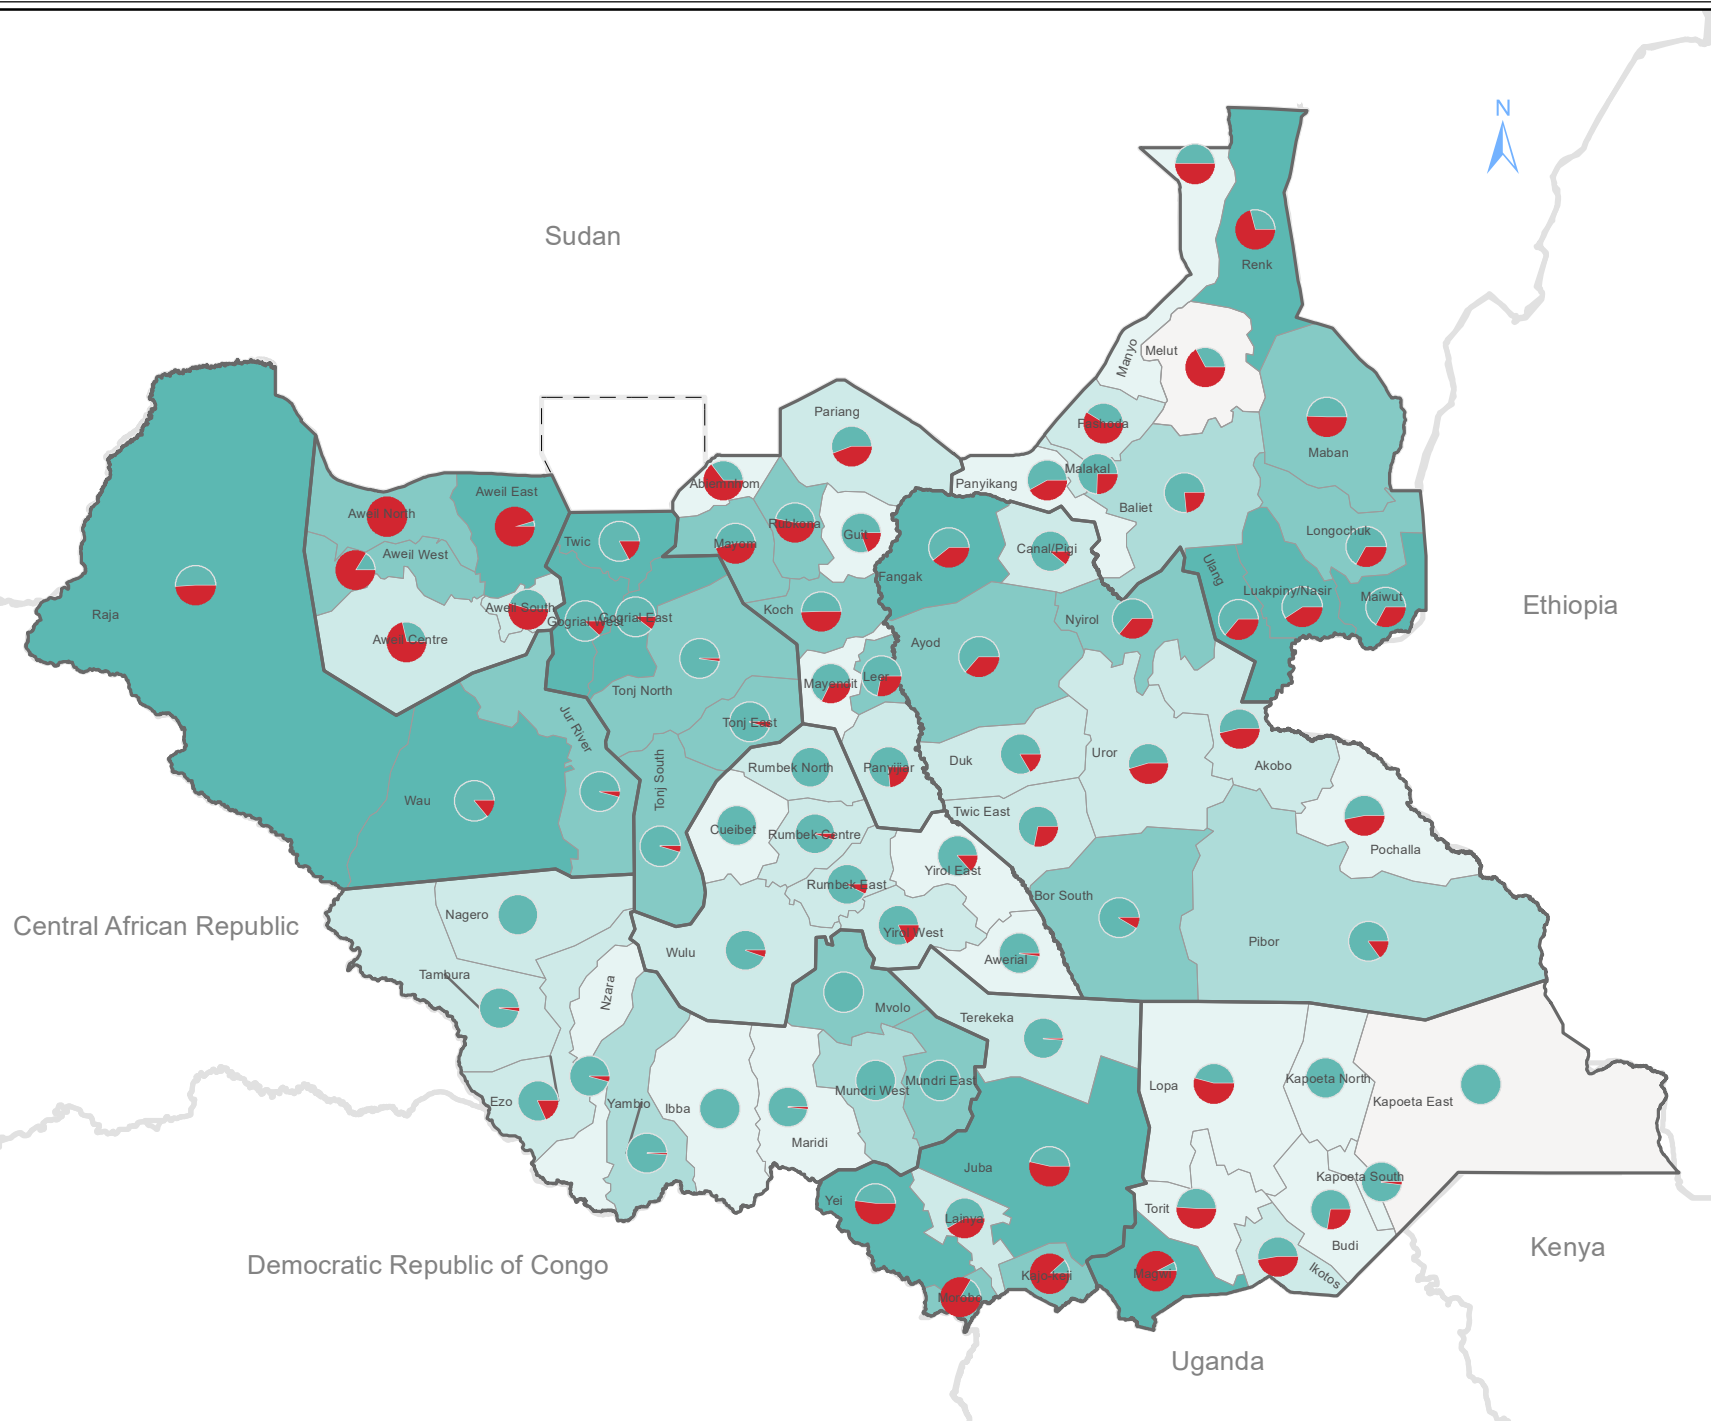 N
Sudan
Renk
Manyo
Melut
Pariang
Fashoda
Maban
Malakal
Abiemnhom
Panyikang
Aweil East
Baliet
Aweil North
Rubkona
Longochuk
Guit
Twic
Mayom
Canal/Pigi
Aweil West
Ulang
Fangak
Luakpiny/Nasir
Maiwut
Ethiopia
Aweil South
Koch
Raja
Gogrial West
Gogrial East
Nyirol
Aweil Centre
Ayod
Leer
Mayendit
Tonj North
Jur River
Tonj East
Uror
Duk
Akobo
Rumbek North
Panyijiar
Tonj South
Wau
Twic East
Cueibet
Rumbek Centre
Pochalla
Yirol East
Rumbek East
Bor South
Nagero
Central African Republic
Yirol West
Pibor
Wulu
Awerial
Tambura
Nzara
Mvolo
Terekeka
Kapoeta North
Mundri East
Lopa
Mundri West
Ezo
Yambio
Ibba
Kapoeta East
Maridi
Juba
Kapoeta South
Yei
Torit
Lainya
Budi
Kenya
Democratic Republic of Congo
Kajo-keji
Magwi
Ikotos
Morobo
Uganda